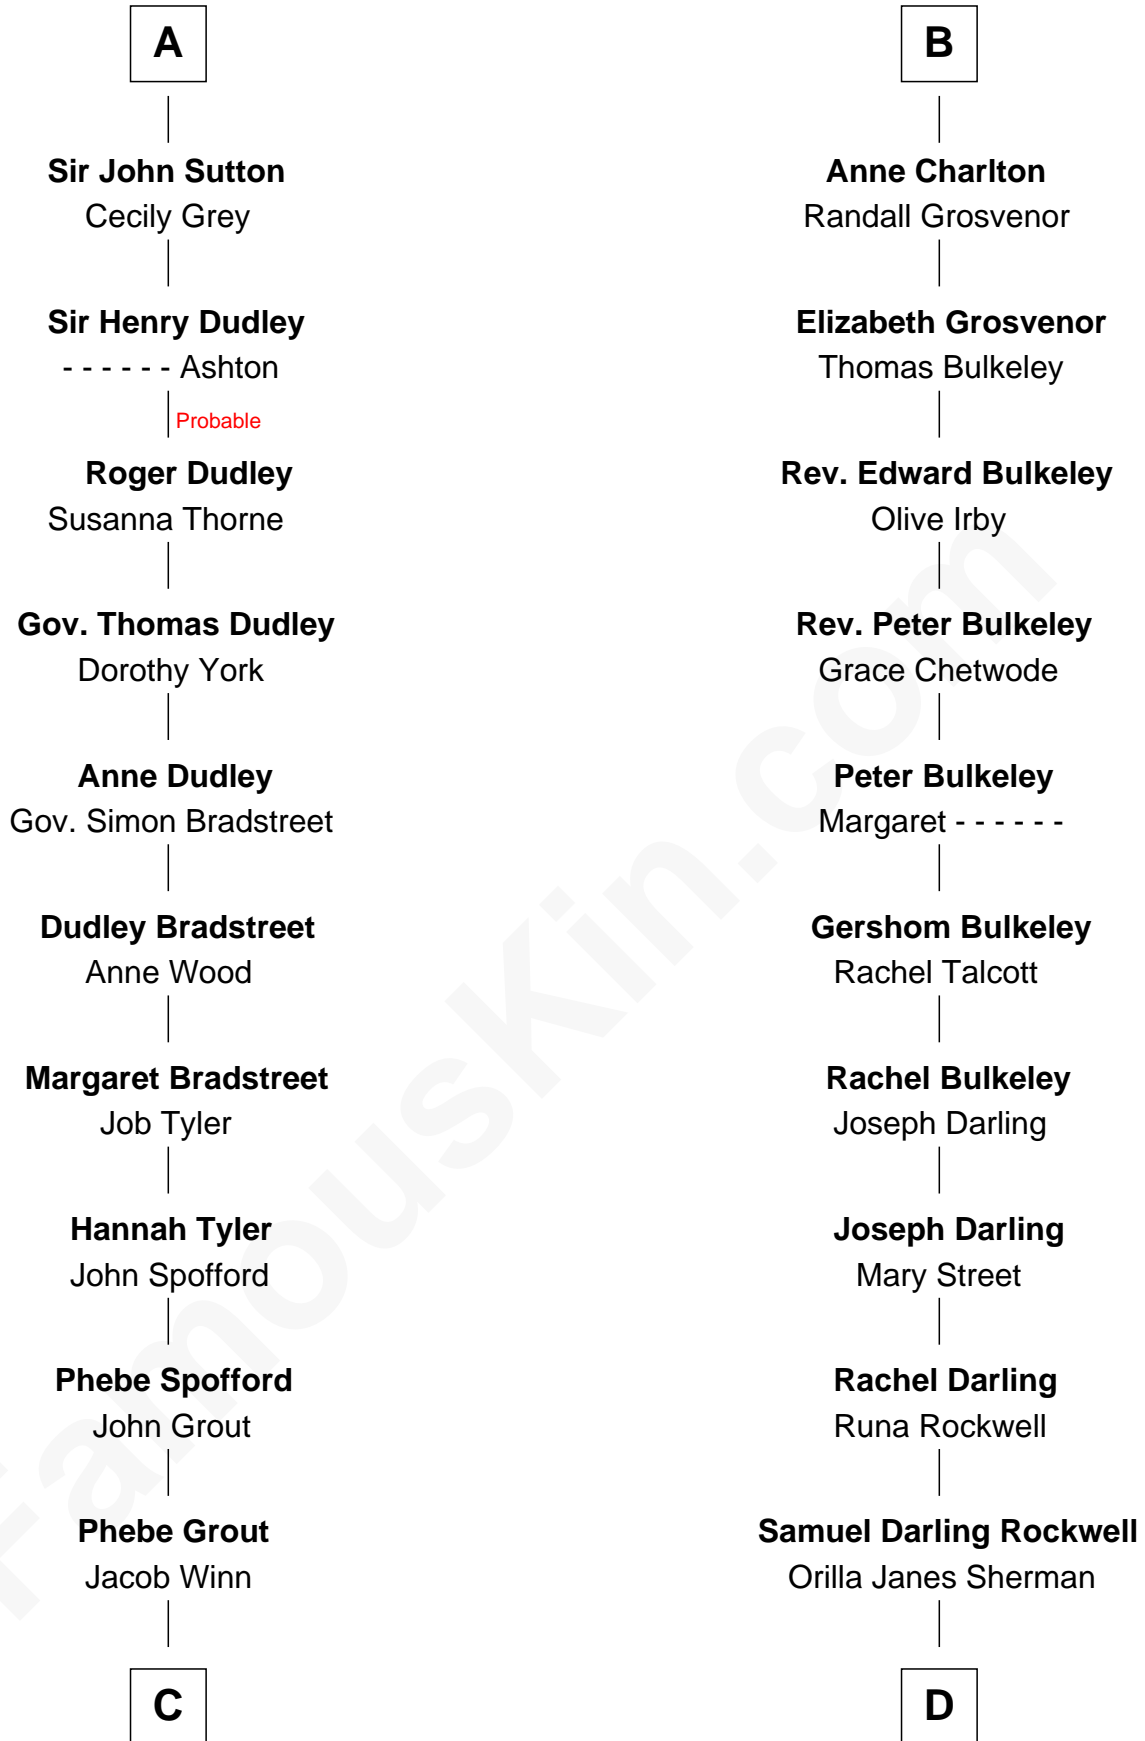 A
Sir John Sutton
Cecily Grey
Sir Henry Dudley
- - - - - - Ashton
Probable
Roger Dudley
Susanna Thorne
Gov. Thomas Dudley
Dorothy York
Anne Dudley
Gov. Simon Bradstreet
Dudley Bradstreet
Anne Wood
Margaret Bradstreet
Job Tyler
Hannah Tyler
John Spofford
Phebe Spofford
John Grout
Phebe Grout
Jacob Winn
C
B
Anne Charlton
Randall Grosvenor
Elizabeth Grosvenor
Thomas Bulkeley
Rev. Edward Bulkeley
Olive Irby
Rev. Peter Bulkeley
Grace Chetwode
Peter Bulkeley
Margaret - - - - - -
Gershom Bulkeley
Rachel Talcott
Rachel Bulkeley
Joseph Darling
Joseph Darling
Mary Street
Rachel Darling
Runa Rockwell
Samuel Darling Rockwell
Orilla Janes Sherman
D
FamousKin.com